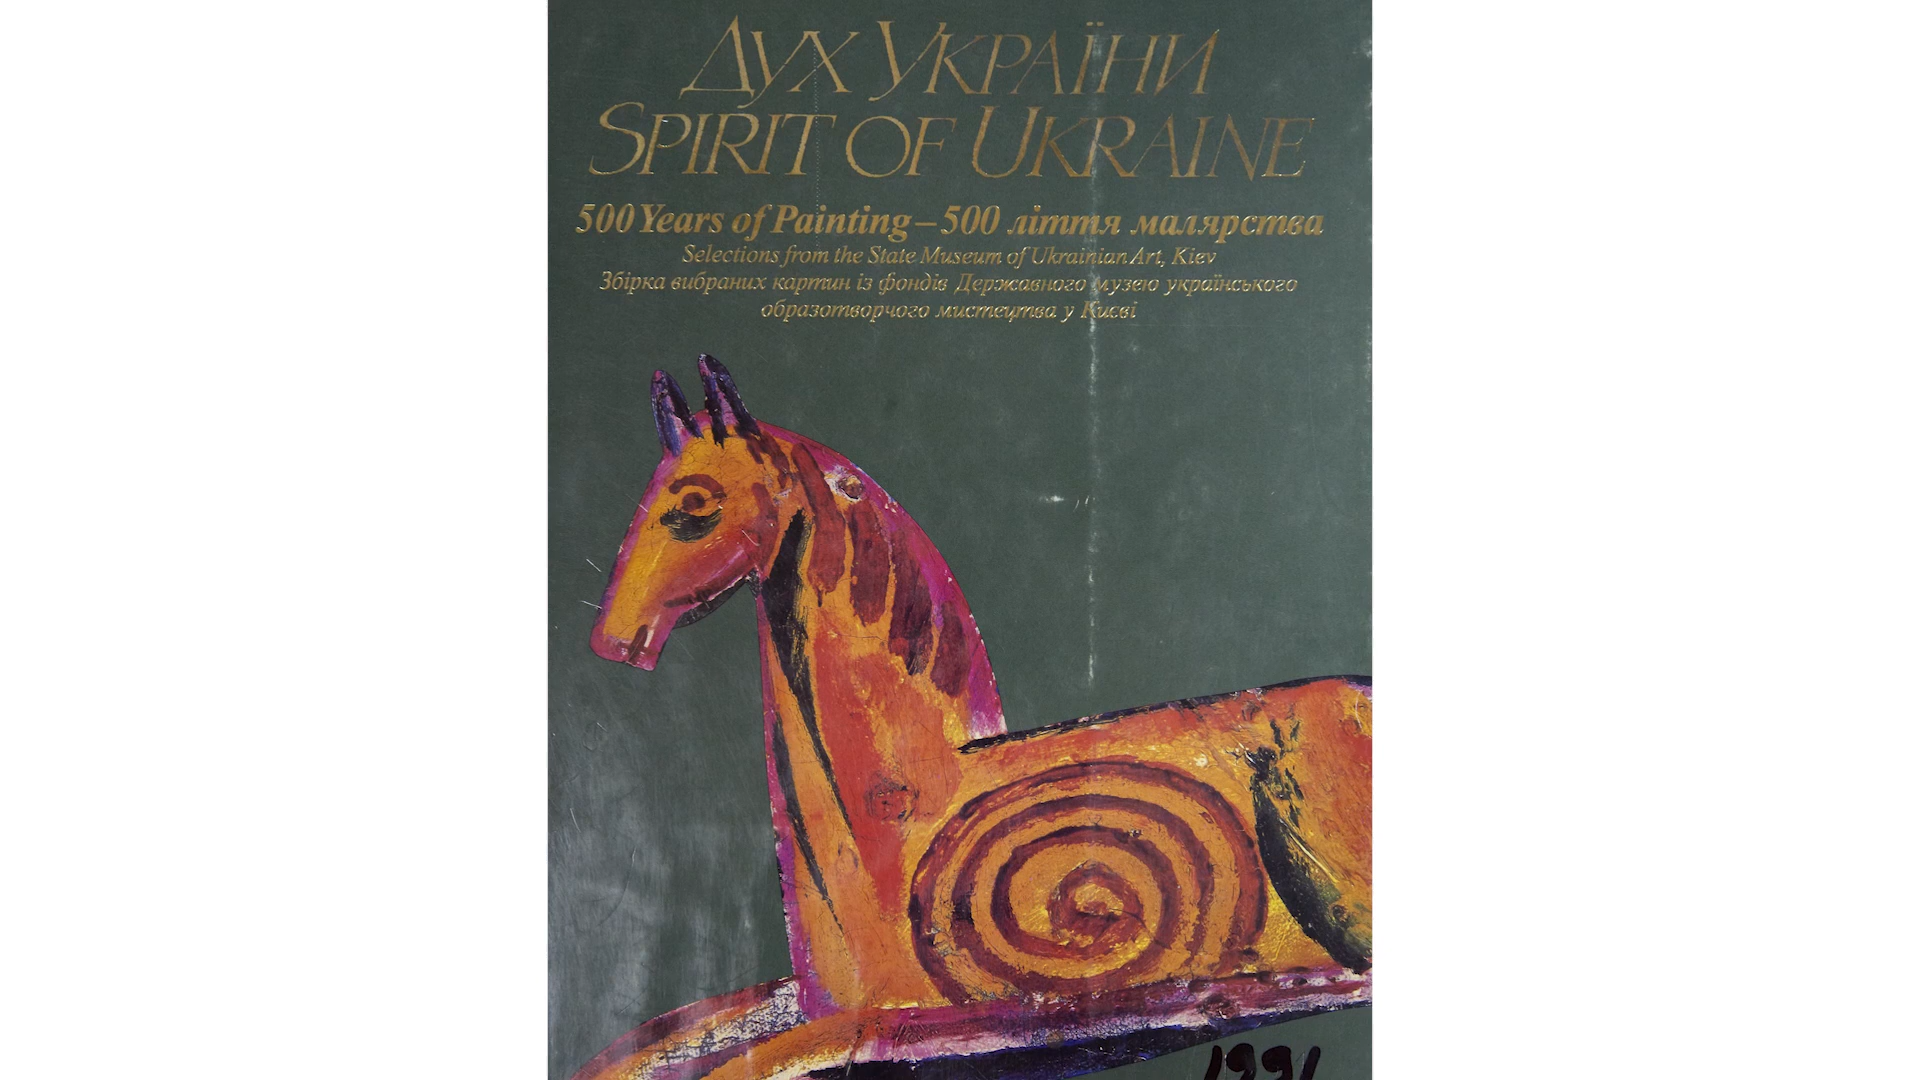 Дух України
Spirit of Ukraine
500 Years of Painting – 500 ліття малярства
Selections from the State Museum of Ukrainian Art, Kiev
Збірка вибраних картин із фондів Державного музею українського
образотворчого мистецтва у Києві
1991